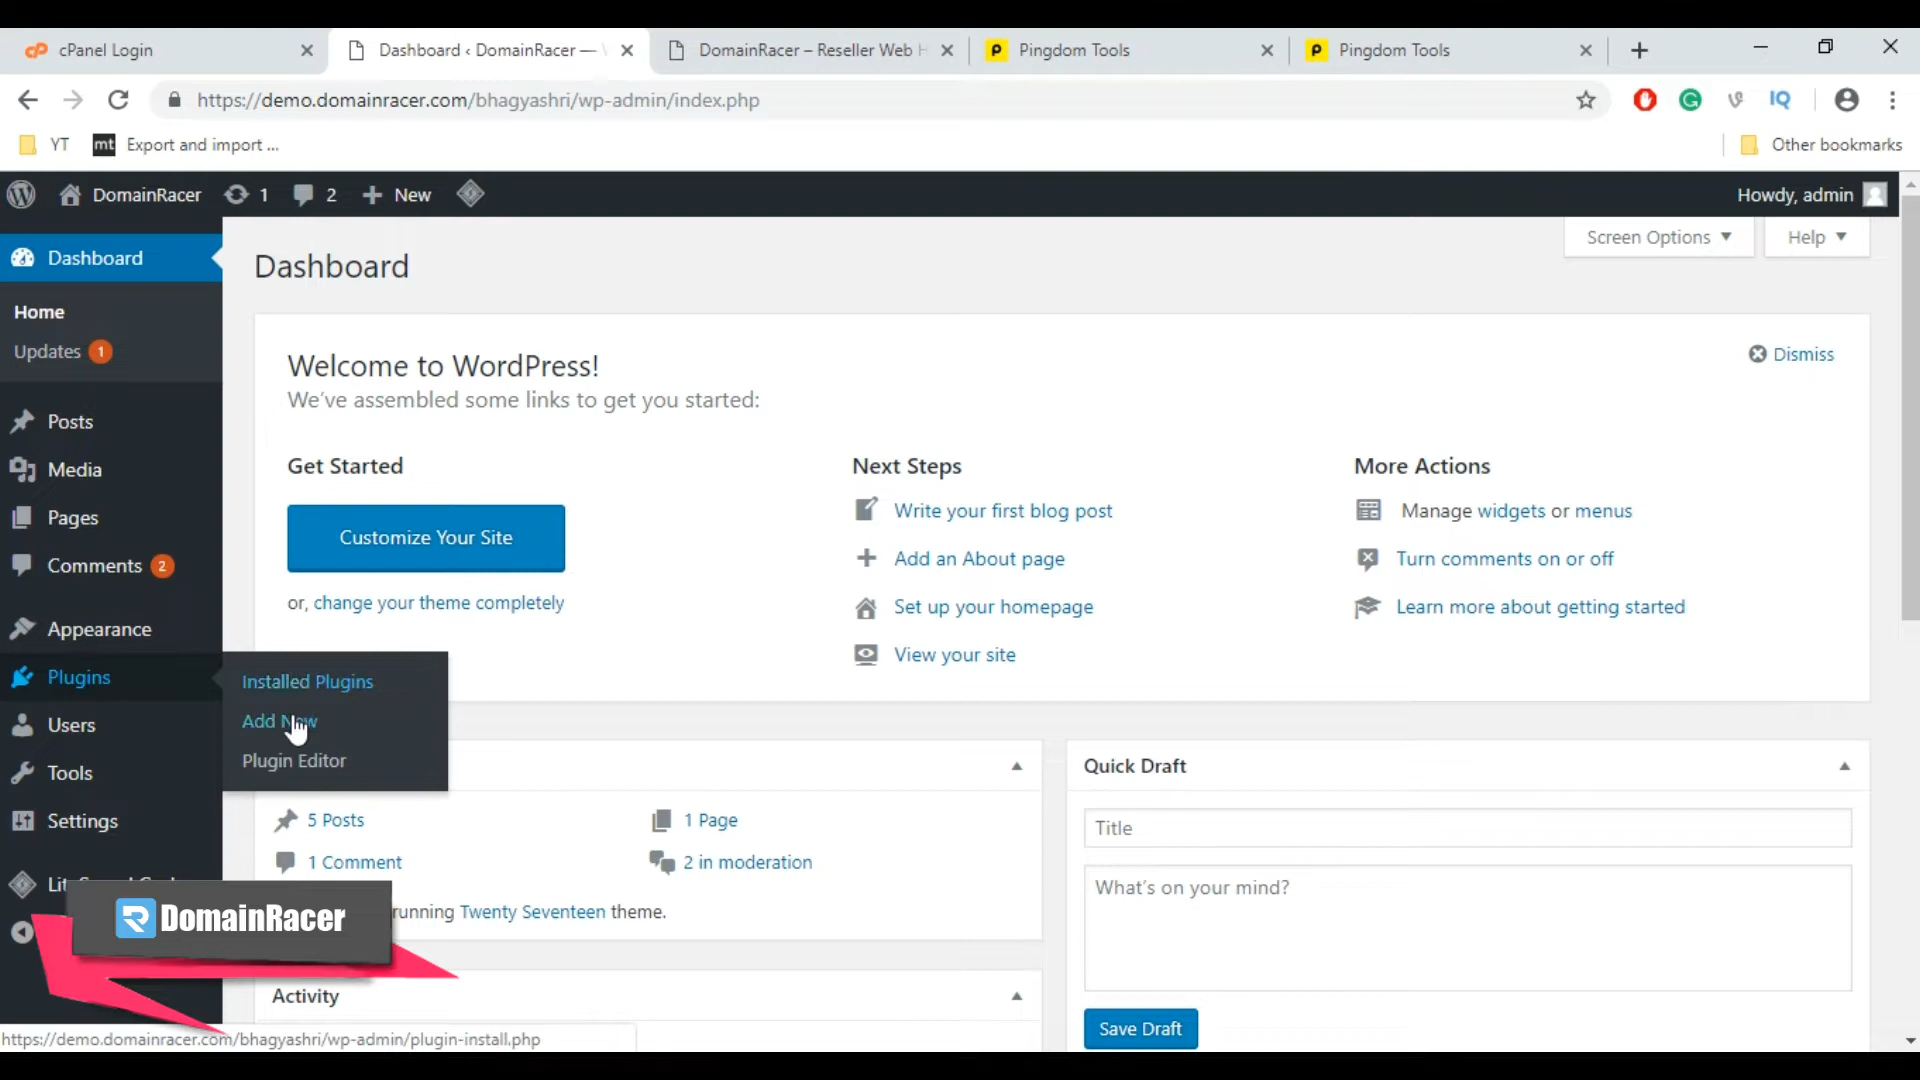 cPanel Login
Dashboard ‹ DomainRacer —
DomainRacer – Reseller Web H
Pingdom Tools
Pingdom Tools
https://demo.domainracer.com/bhagyashri/wp-admin/index.php
YT
mt Export and import ...
Other bookmarks
DomainRacer
1
2
New
Howdy, admin
Screen Options
Help
Dashboard
Dashboard
Home
Updates 1
Posts
Media
Pages
Comments 2
Appearance
Plugins
Users
Tools
Settings
Installed Plugins
Add New
Plugin Editor
Welcome to WordPress!
We've assembled some links to get you started:
Dismiss
Get Started
Customize Your Site
or, change your theme completely
Next Steps
Write your first blog post
Add an About page
Set up your homepage
View your site
More Actions
Manage widgets or menus
Turn comments on or off
Learn more about getting started
5 Posts
1 Page
1 Comment
2 in moderation
running Twenty Seventeen theme.
Activity
Quick Draft
Title
What's on your mind?
Save Draft
DomainRacer
https://demo.domainracer.com/bhagyashri/wp-admin/plugin-install.php